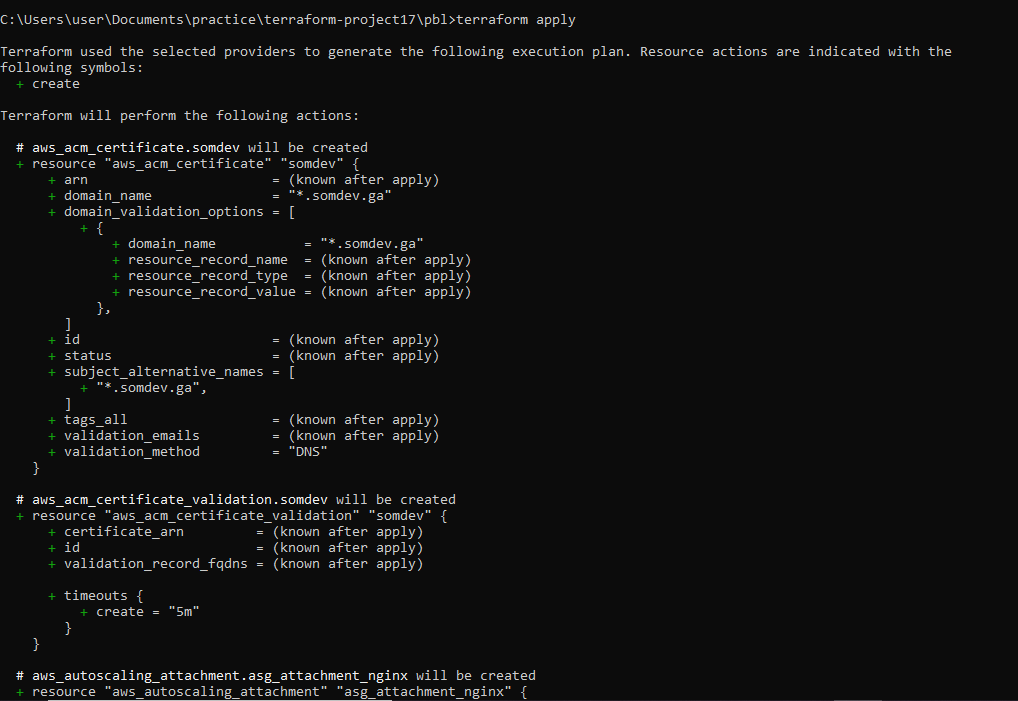 C:\Users\user\Documents\practice\terraform-project17\pbl>terraform apply
Terraform used the selected providers to generate the following execution plan. Resource actions are indicated with the
following symbols:
  + create
Terraform will perform the following actions:
  # aws_acm_certificate.somdev will be created
  + resource "aws_acm_certificate" "somdev" {
      + arn                       = (known after apply)
      + domain_name               = "*.somdev.ga"
      + domain_validation_options = [
          + {
              + domain_name           = "*.somdev.ga"
              + resource_record_name  = (known after apply)
              + resource_record_type  = (known after apply)
              + resource_record_value = (known after apply)
            },
        ]
      + id                        = (known after apply)
      + status                    = (known after apply)
      + subject_alternative_names = [
          + "*.somdev.ga",
        ]
      + tags_all                  = (known after apply)
      + validation_emails         = (known after apply)
      + validation_method         = "DNS"
    }
  # aws_acm_certificate_validation.somdev will be created
  + resource "aws_acm_certificate_validation" "somdev" {
      + certificate_arn         = (known after apply)
      + id                      = (known after apply)
      + validation_record_fqdns = (known after apply)
      + timeouts {
          + create = "5m"
        }
    }
  # aws_autoscaling_attachment.asg_attachment_nginx will be created
  + resource "aws_autoscaling_attachment" "asg_attachment_nginx" {